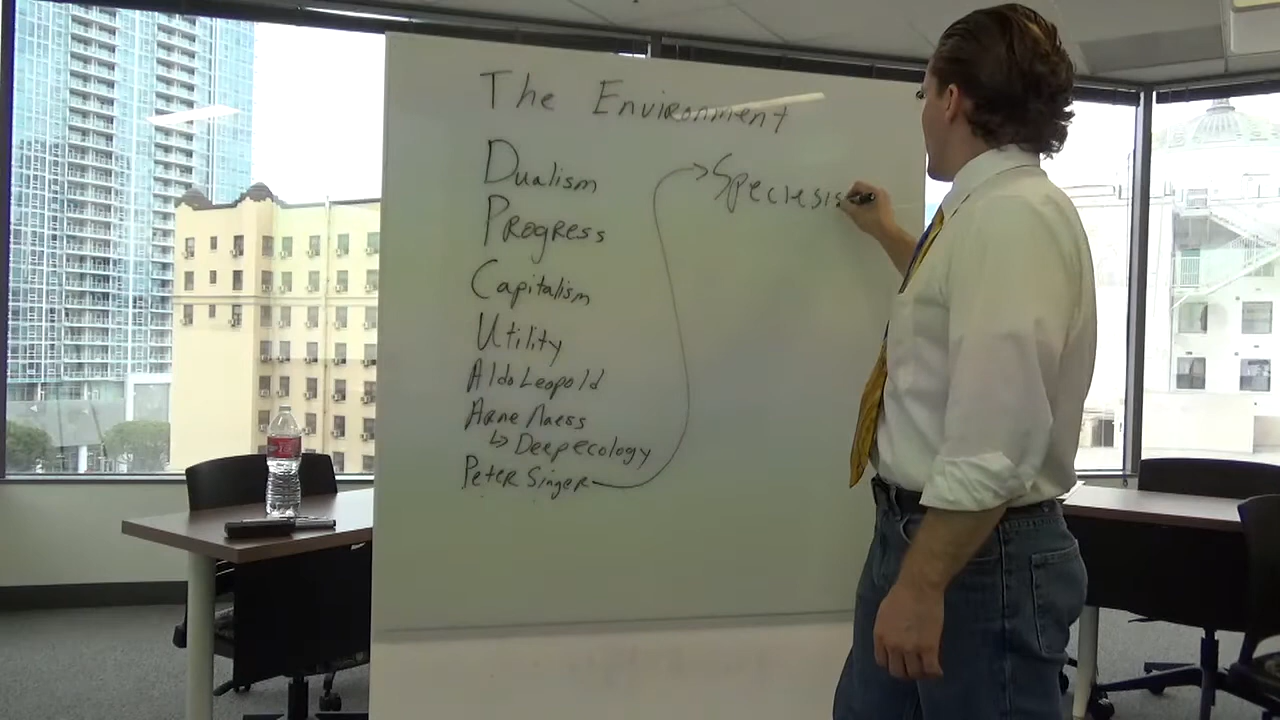 The Environment
Dualism
Progress
Capitalism
Utility
Aldo Leopold
Arne Naess
↳ Deep ecology
Peter Singer
→ Speciesis